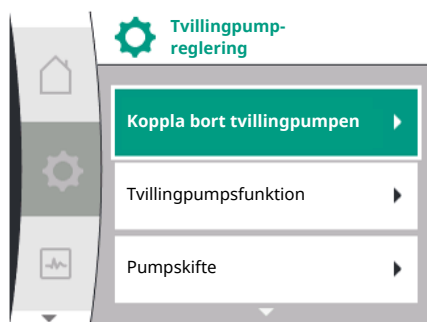 Tvillingpump-
reglering
Koppla bort tvillingpumpen
Tvillingpumpsfunktion
Pumpskifte